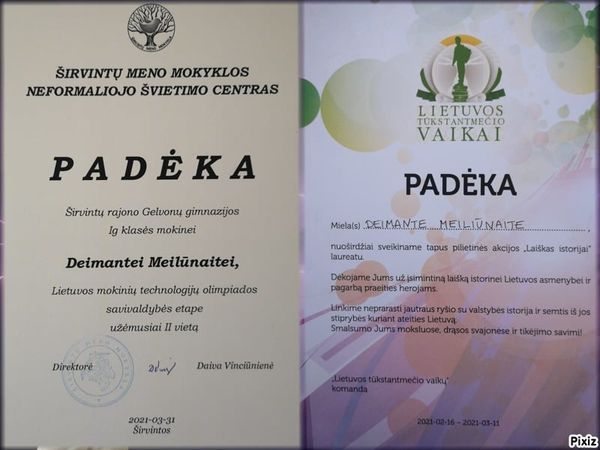 ŠIRVINTŲ MENO MOKYKLOS
NEFORMALIOJO ŠVIETIMO CENTRAS
PADĖKA
Širvintų rajono Gelvonų gimnazijos
Ig klasės mokinei
Deimantei Meilūnaitei,
Lietuvos mokinių technologijų olimpiados
savivaldybės etape
užėmusiai II vietą
Direktorė
Daiva Vinciūnienė
2021-03-31
Širvintos
LIETUVOS
TŪKSTANTMEČIO
VAIKAI
PADĖKA
Miela(s) DEIMANTE MEILIŪNAITE,
nuoširdžiai sveikiname tapus pilietinės akcijos „Laiškas istorijai"
laureatu.
Dėkojame Jums už įsimintiną laišką istorinei Lietuvos asmenybei ir
pagarbą praeities herojams.
Linkime neprarasti jautraus ryšio su valstybės istorija ir semtis iš jos
stiprybės kuriant ateities Lietuvą.
Smalsumo Jums moksluose, drąsos svajonėse ir tikėjimo savimi!
„Lietuvos tūkstantmečio vaikų"
komanda
2021-02-16 – 2021-03-11
Pixiz